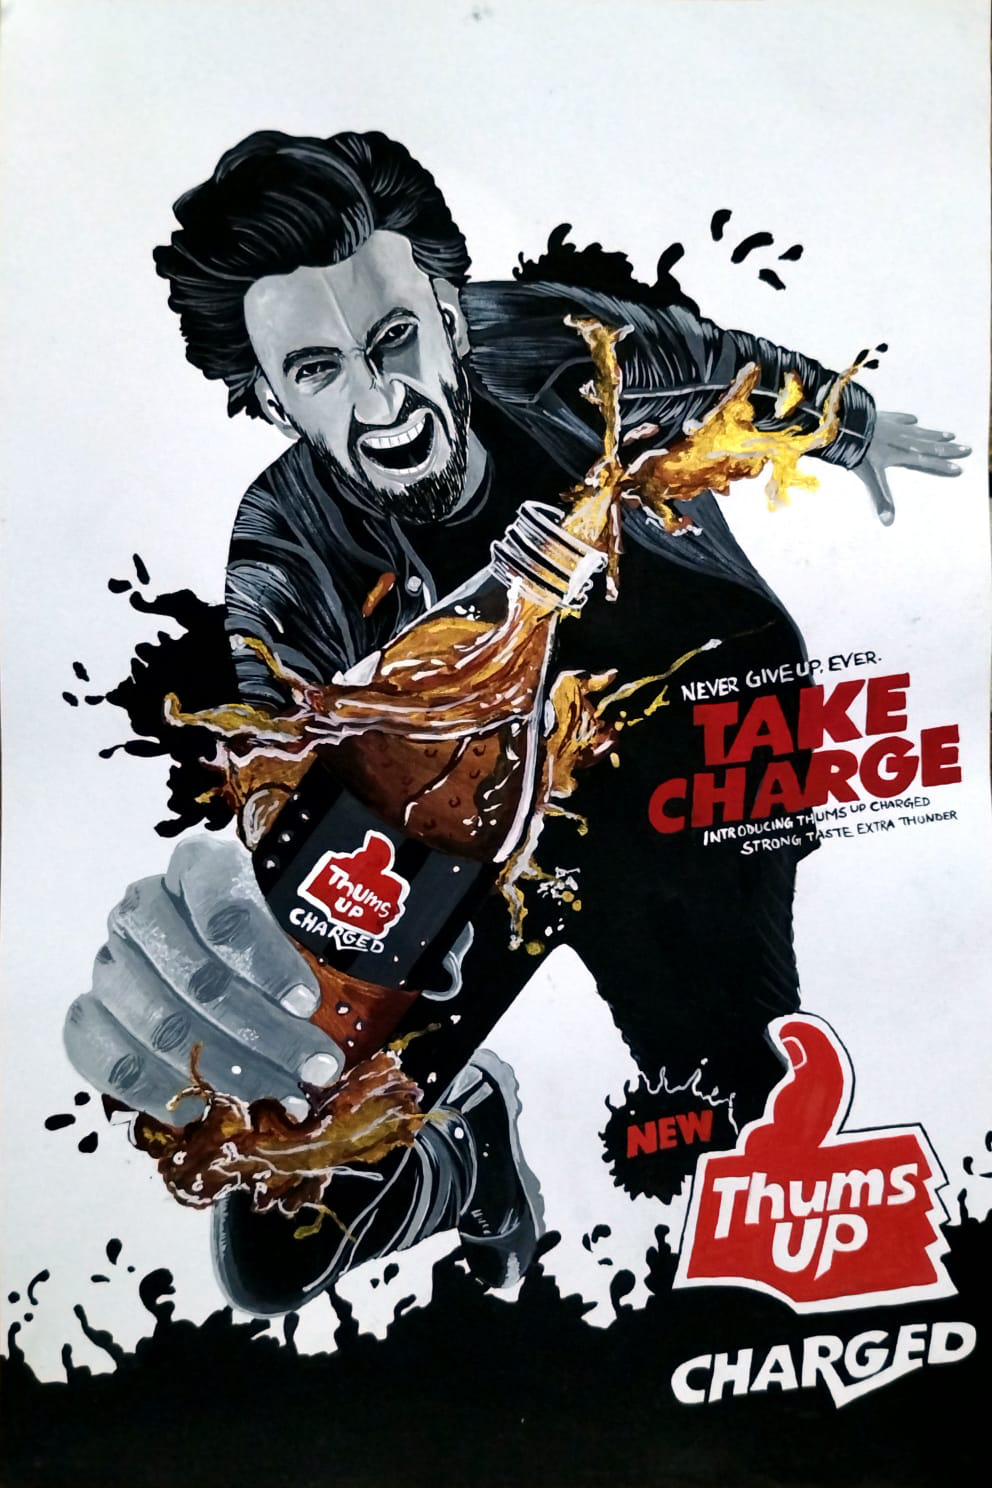 NEVER GIVE UP, EVER.
TAKE
CHARGE
INTRODUCING THUMS UP CHARGED
STRONG TASTE EXTRA THUNDER
Thums
UP
CHARGED
NEW
Thums
UP
CHARGED